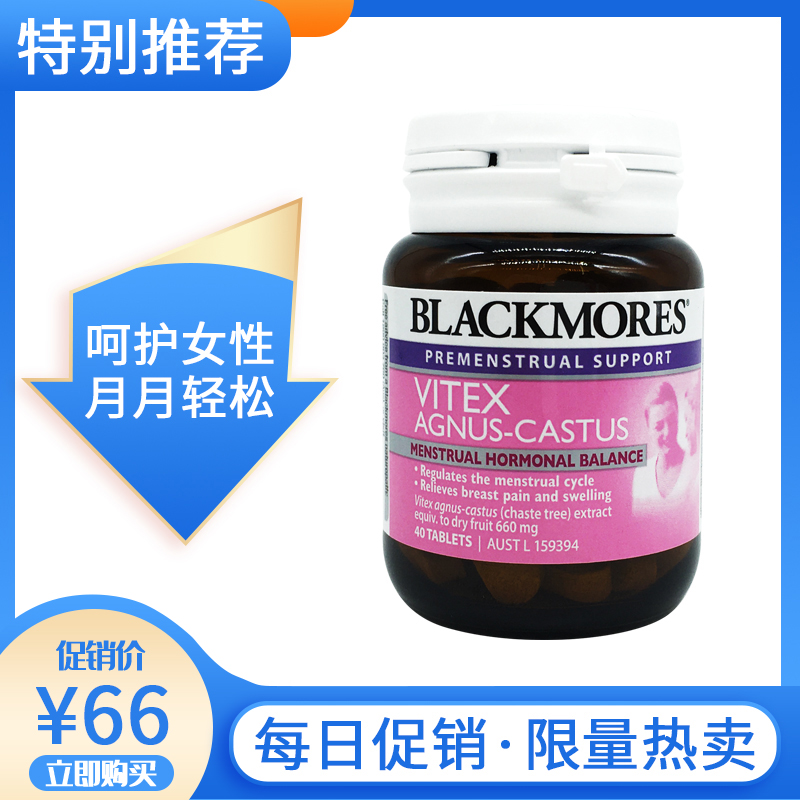 特别推荐
呵护女性
月月轻松
BLACKMORES®
PREMENSTRUAL SUPPORT
VITEX
AGNUS-CASTUS
MENSTRUAL HORMONAL BALANCE
• Regulates the menstrual cycle
• Relieves breast pain and swelling
Vitex agnus-castus (chaste tree) extract
equiv. to dry fruit 660 mg
40 TABLETS | AUST L 159394
促销价
¥66
立即购买
每日促销·限量热卖